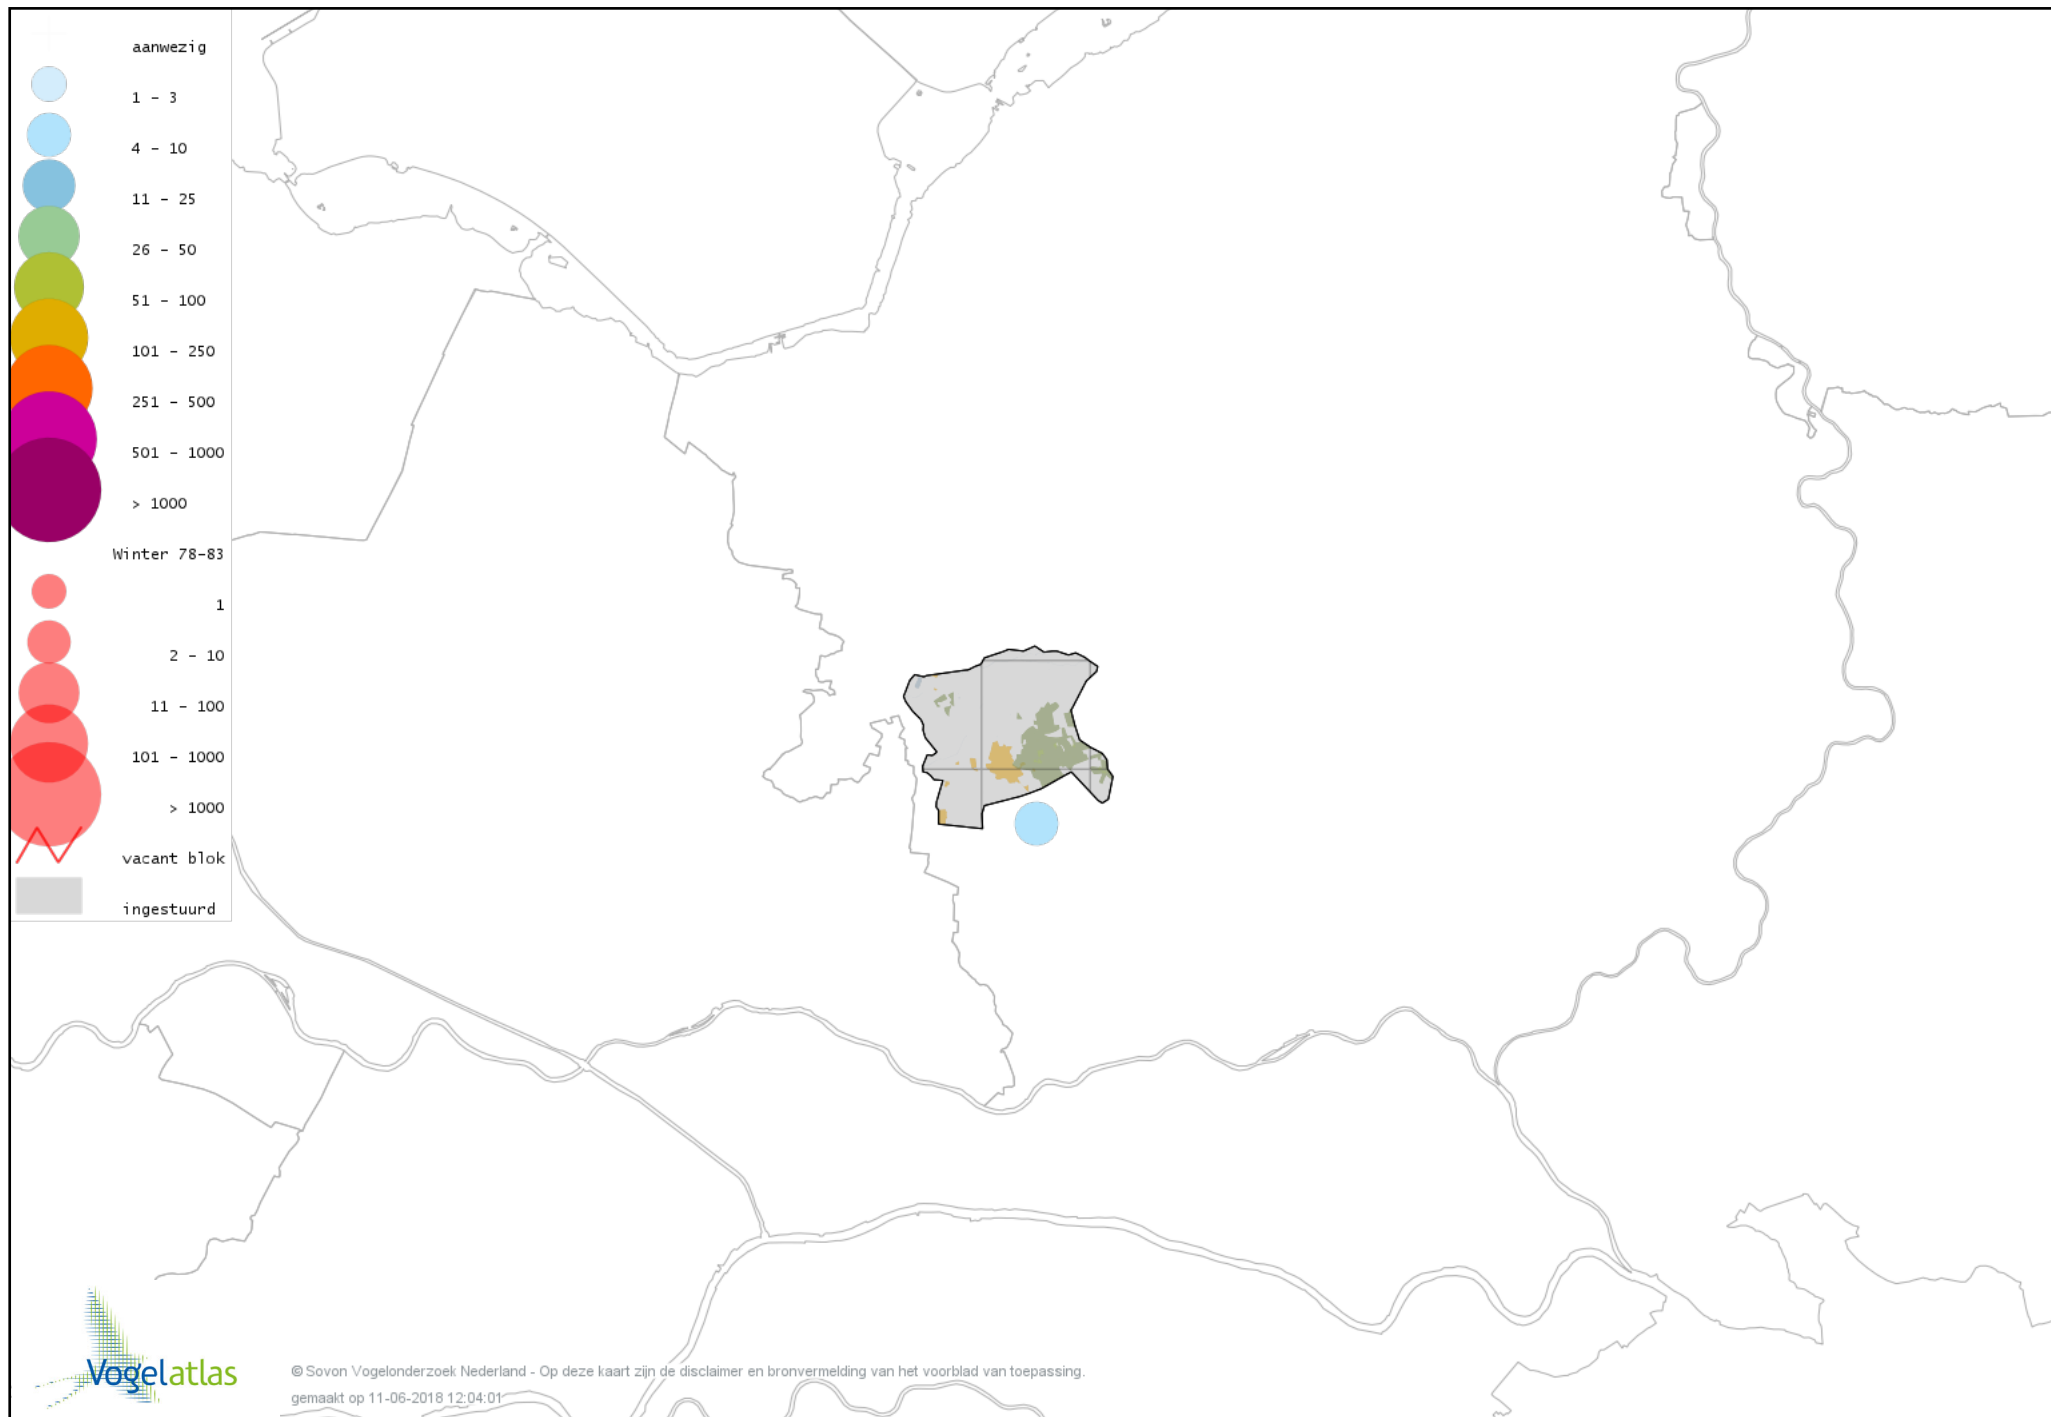 aanwezig
1 - 3
4 - 10
11 - 25
26 - 50
51 - 100
101 - 250
251 - 500
501 - 1000
> 1000
Winter 78-83
1
2 - 10
11 - 100
101 - 1000
> 1000
vacant blok
ingestuurd
Vogelatlas
© Sovon Vogelonderzoek Nederland - Op deze kaart zijn de disclaimer en bronvermelding van het voorblad van toepassing.
gemaakt op 11-06-2018 12:04:01